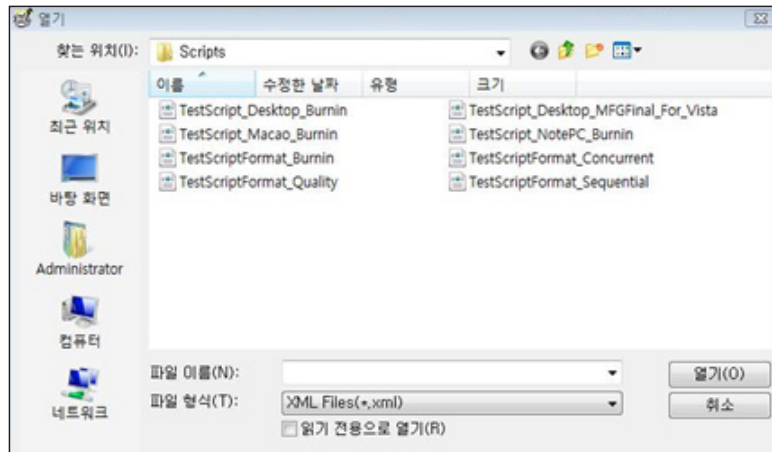 열기
찾는 위치(I): Scripts
최근 위치
바탕 화면
Administrator
컴퓨터
네트워크
이름 수정한 날짜 유형 크기
TestScript_Desktop_Burnin TestScript_Desktop_MFGFinal_For_Vista
TestScript_Macao_Burnin TestScript_NotePC_Burnin
TestScriptFormat_Burnin TestScriptFormat_Concurrent
TestScriptFormat_Quality TestScriptFormat_Sequential
파일 이름(N): 열기(O)
파일 형식(T): XML Files(*.xml) 취소
읽기 전용으로 열기(R)